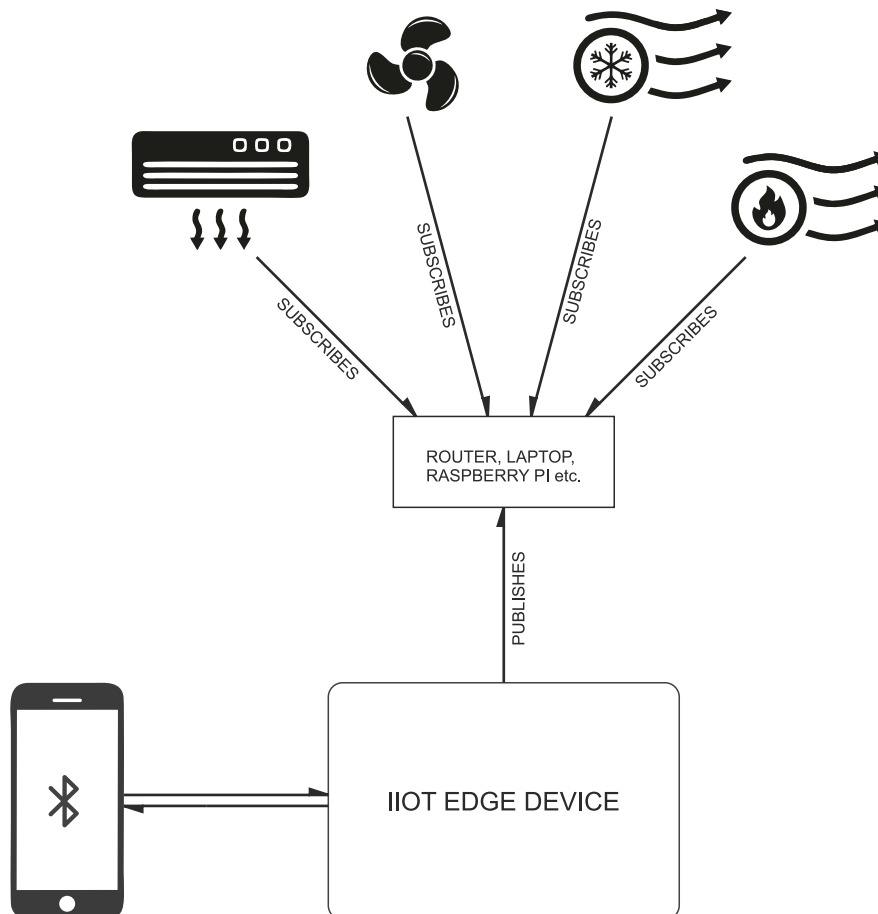 SUBSCRIBES
SUBSCRIBES
SUBSCRIBES
SUBSCRIBES
ROUTER, LAPTOP,
RASPBERRY PI etc.
PUBLISHES
IIOT EDGE DEVICE